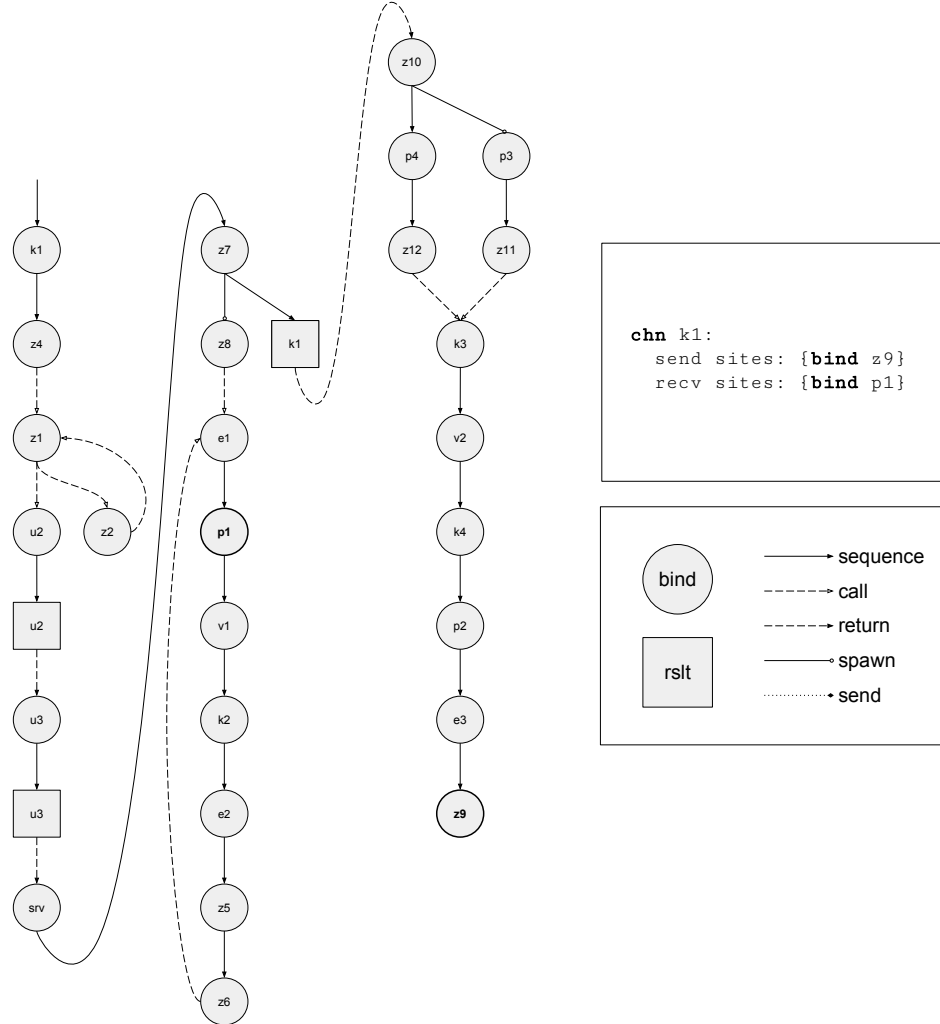 z10
p4
p3
k1
z7
z12
z11
z4
z8
k1
k3
chn k1:
send sites: {bind z9}
recv sites: {bind p1}
z1
e1
v2
u2
z2
p1
k4
bind
sequence
call
return
spawn
send
rslt
u2
v1
p2
u3
k2
e3
u3
e2
z9
srv
z5
z6